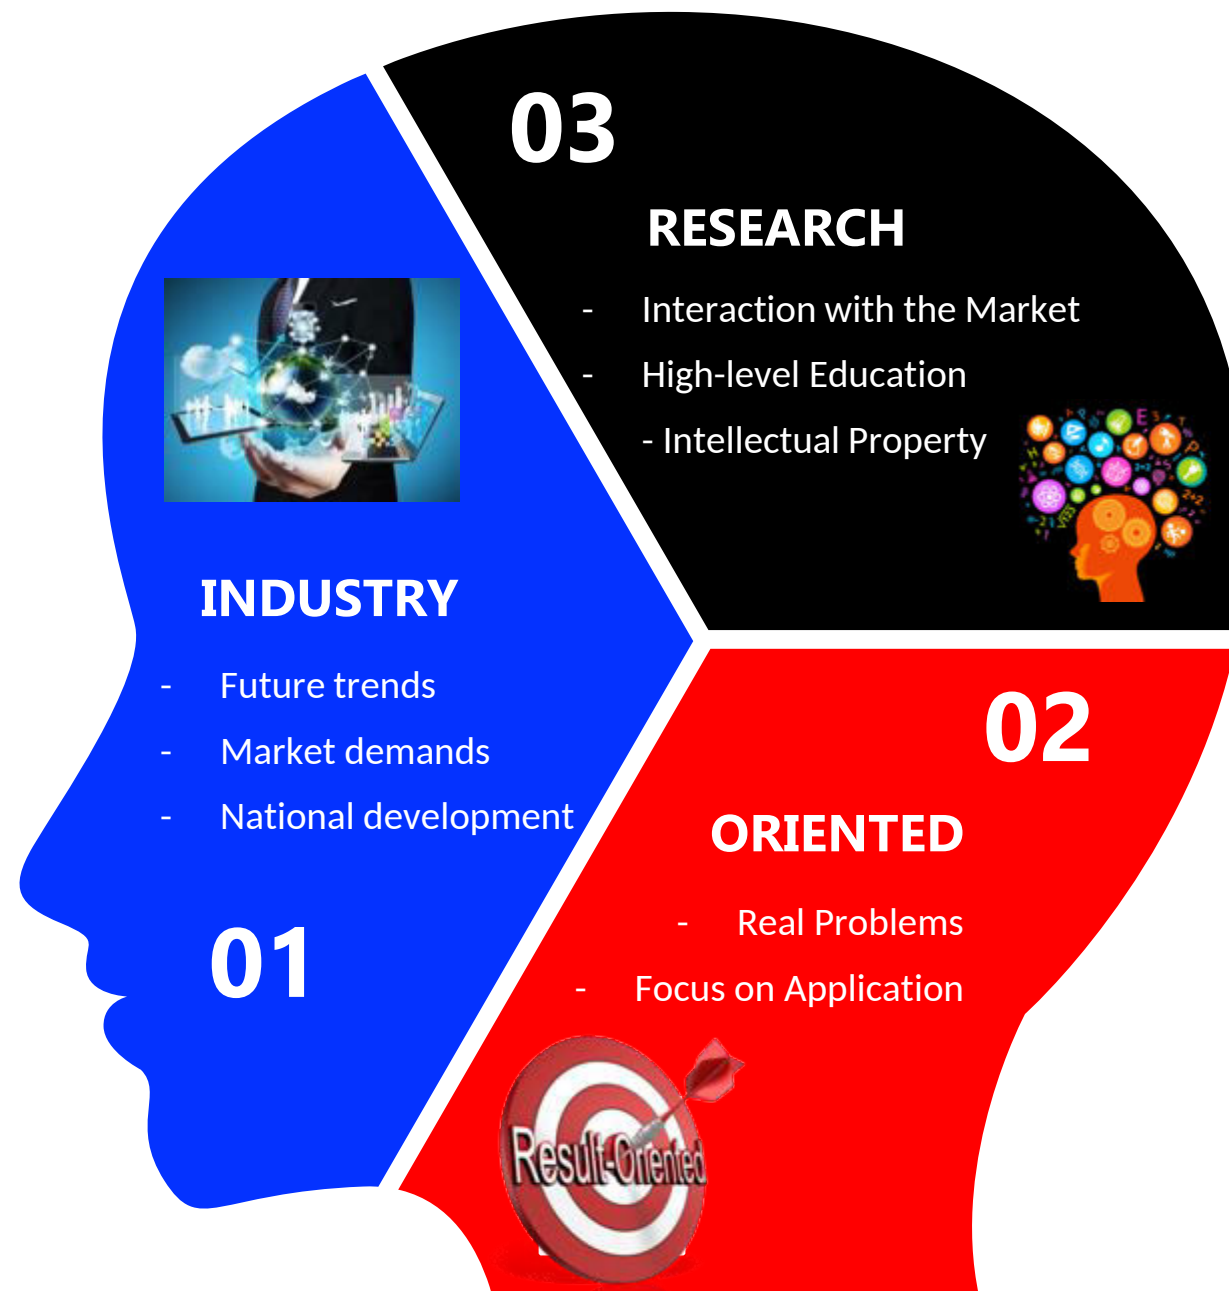 03
RESEARCH
- Interaction with the Market
- High-level Education
- Intellectual Property
INDUSTRY
- Future trends
- Market demands
- National development
01
02
ORIENTED
- Real Problems
- Focus on Application
Result-Oriented